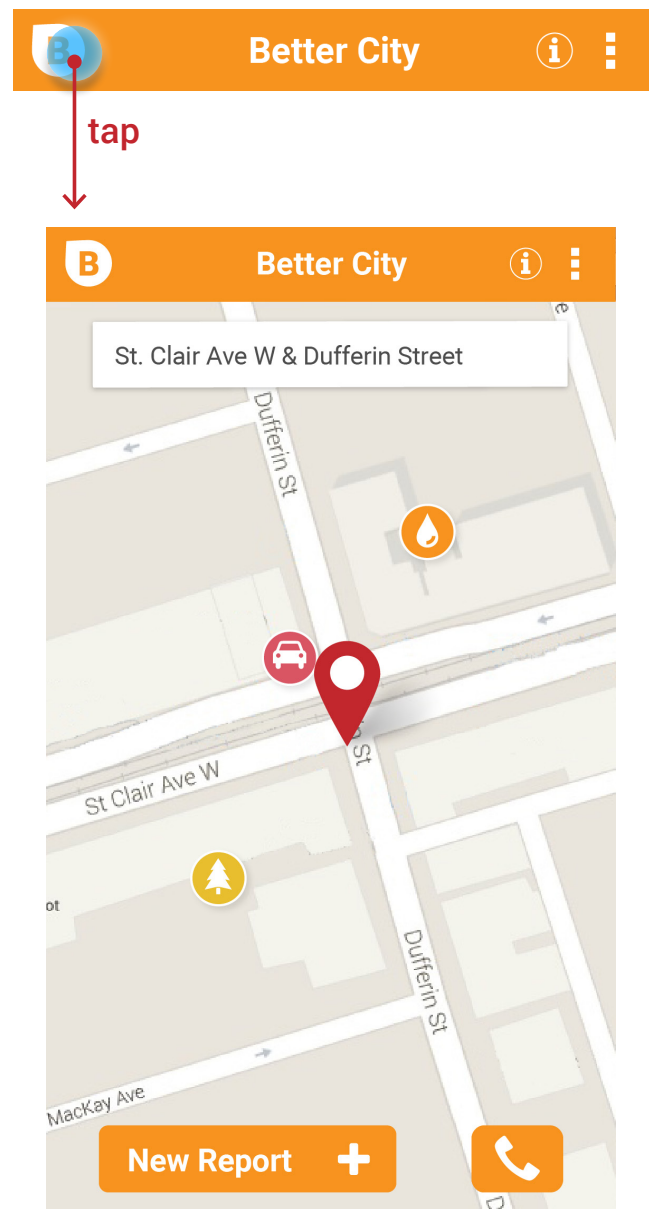 B
Better City
i
tap
B
Better City
i
e
St. Clair Ave W & Dufferin Street
Dufferin St
St
St Clair Ave W
ot
Dufferin St
MacKay Ave
New Report +
D